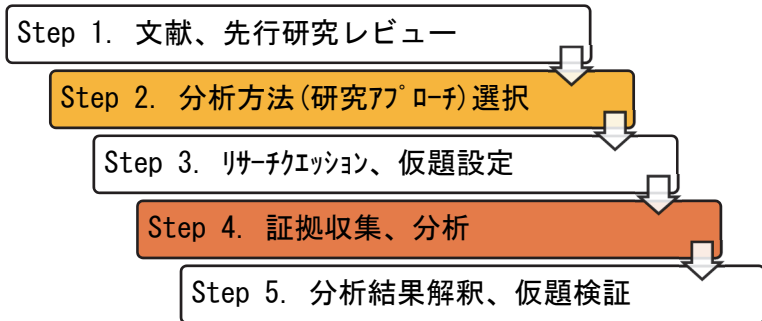 Step 1. 文献、先行研究レビュー
Step 2. 分析方法(研究ｱﾌﾟﾛｰﾁ)選択
Step 3. ﾘｻｰﾁｸｴｯｼｮﾝ、仮題設定
Step 4. 証拠収集、分析
Step 5. 分析結果解釈、仮題検証